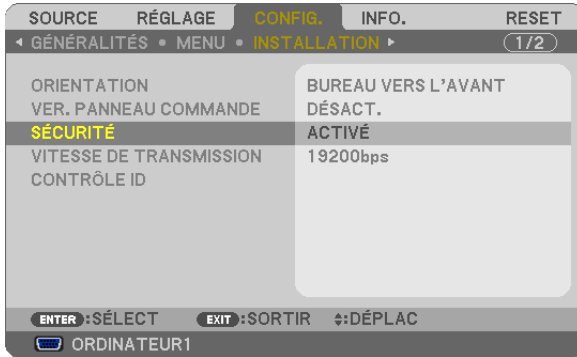 SOURCE RÉGLAGE CONFIG. INFO. RESET
GÉNÉRALITÉS • MENU • INSTALLATION 1/2
ORIENTATION BUREAU VERS L'AVANT
VER. PANNEAU COMMANDE DÉSACT.
SÉCURITÉ ACTIVÉ
VITESSE DE TRANSMISSION 19200bps
CONTRÔLE ID
ENTER :SÉLECT EXIT :SORTIR :DÉPLAC
ORDINATEUR1